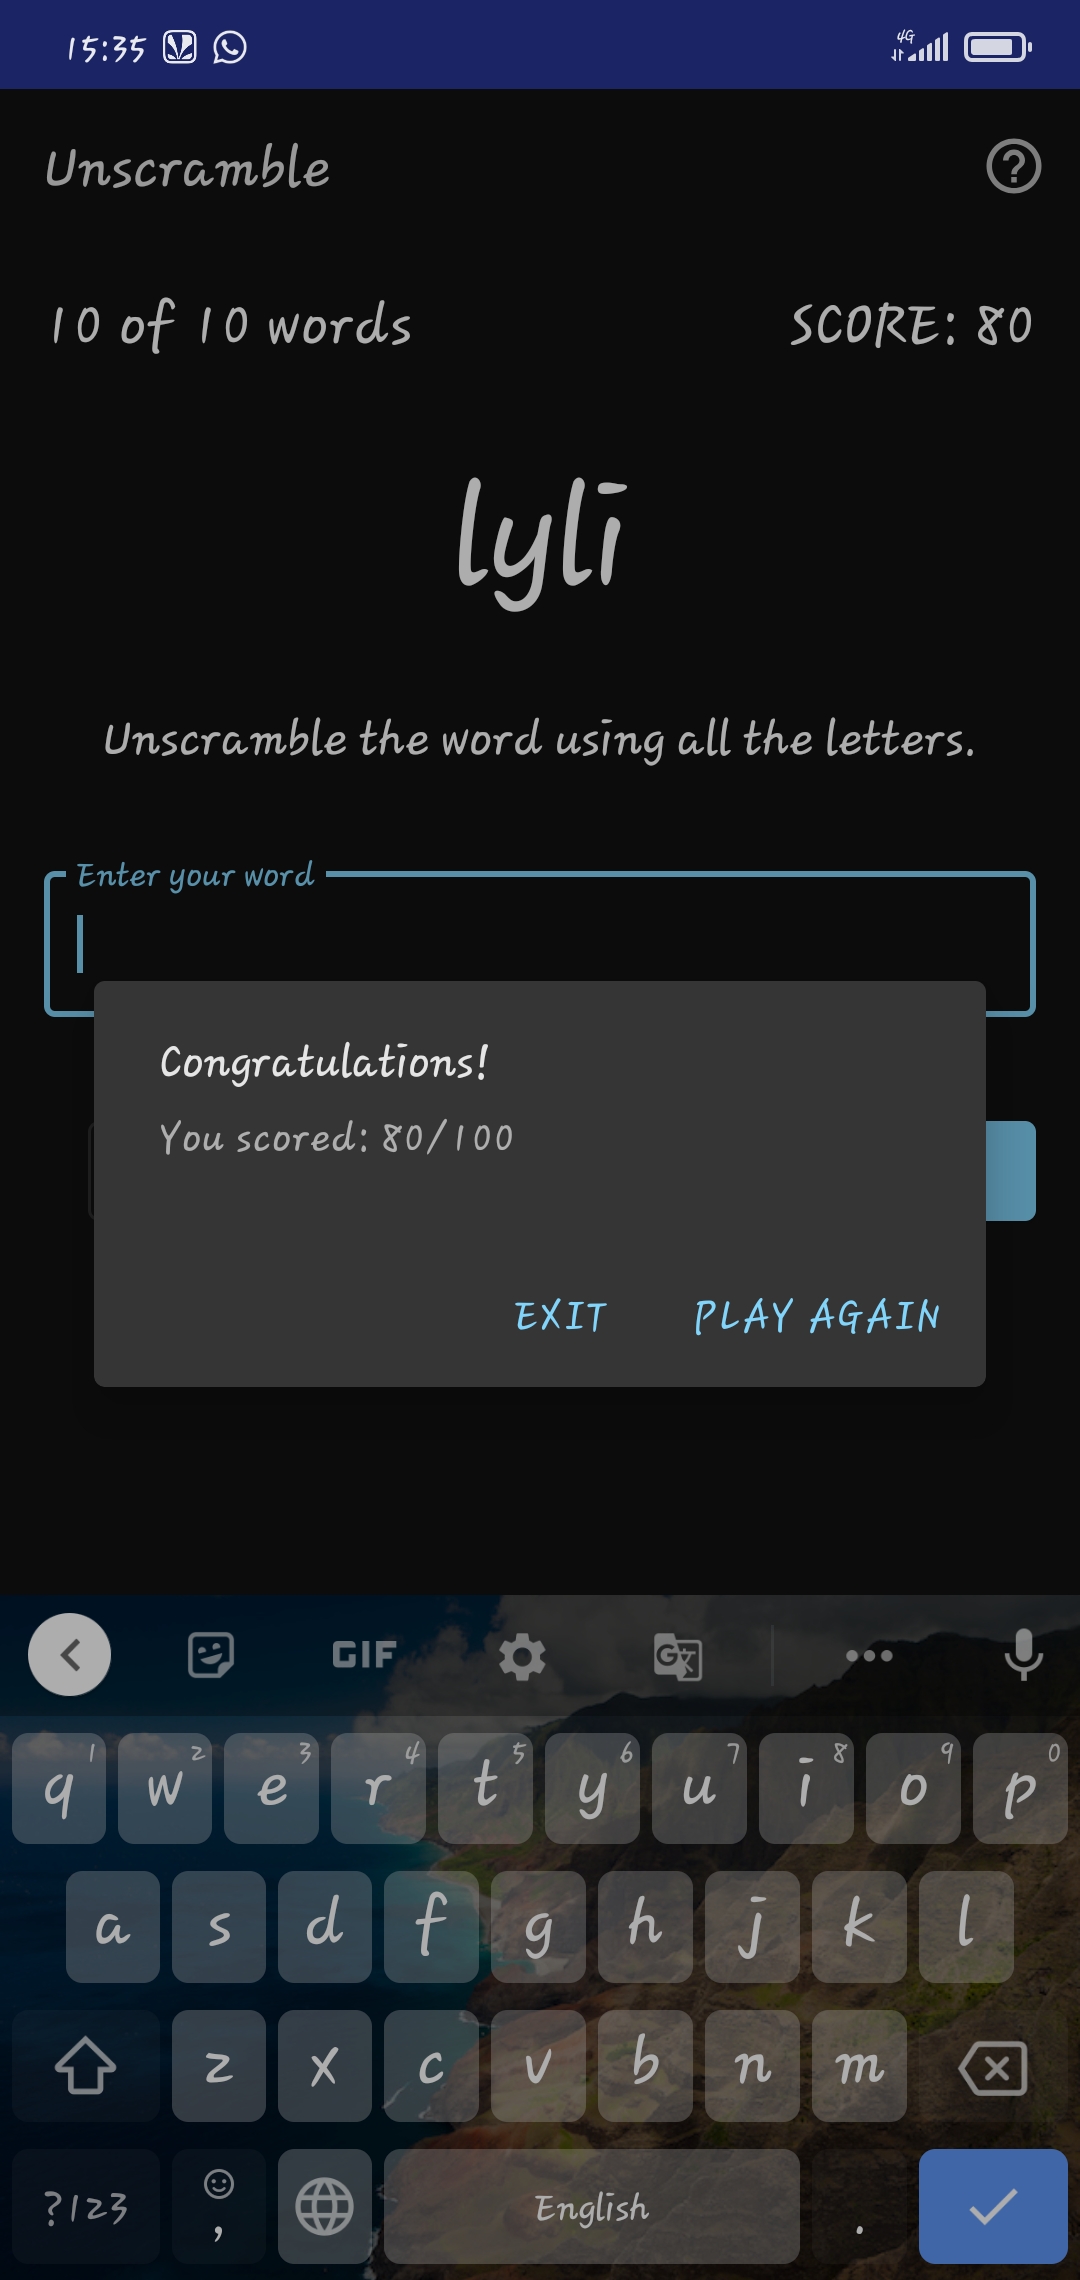 15:35
4G
Unscramble
10 of 10 words
SCORE: 80
lyli
Unscramble the word using all the letters.
Enter your word
Congratulations!
You scored: 80/100
EXIT PLAY AGAIN
GIF
1 2 3 4 5 6 7 8 9 0
q w e r t y u i o p
a s d f g h j k l
z x c v b n m
?123 , English .